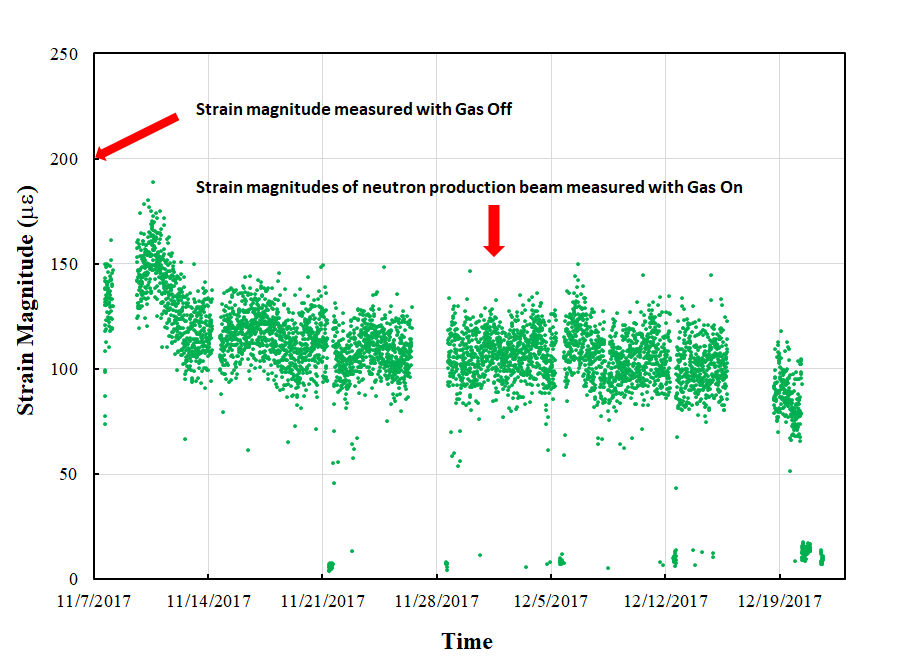 250
Strain magnitude measured with Gas Off
200
Strain magnitudes of neutron production beam measured with Gas On
150
Strain Magnitude (με)
100
50
0
11/7/2017 11/14/2017 11/21/2017 11/28/2017 12/5/2017 12/12/2017 12/19/2017
Time